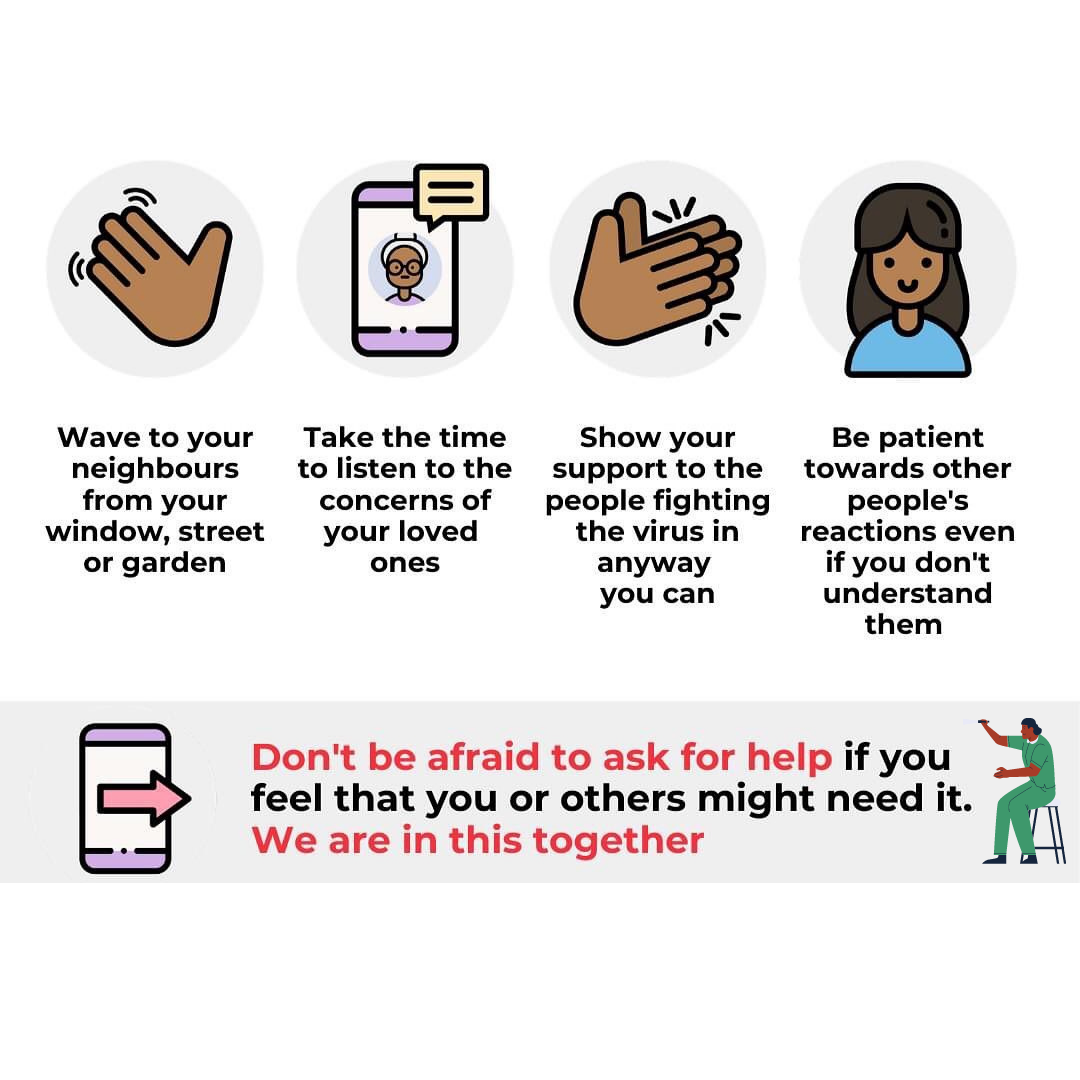 Wave to your
neighbours
from your
window, street
or garden
Take the time
to listen to the
concerns of
your loved
ones
Show your
support to the
people fighting
the virus in
anyway
you can
Be patient
towards other
people's
reactions even
if you don't
understand
them
Don't be afraid to ask for help if you
feel that you or others might need it.
We are in this together